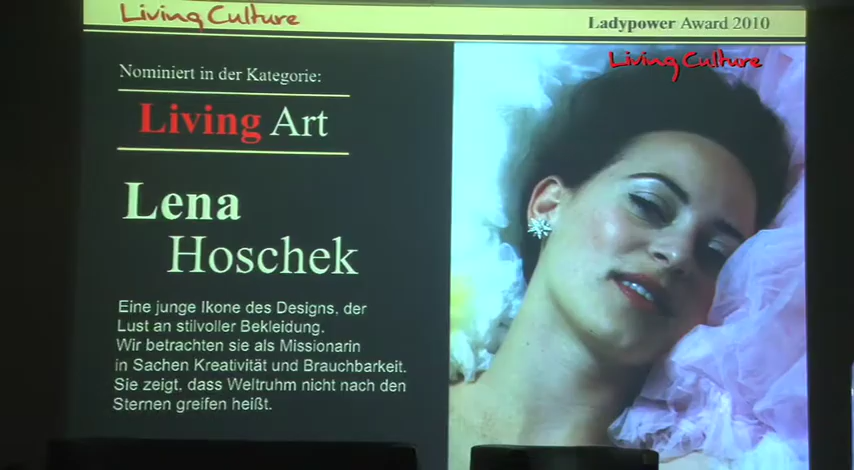 Living Culture
Ladypower Award 2010
Living Culture
Nominiert in der Kategorie:
Living Art
Lena
Hoschek
Eine junge Ikone des Designs, der
Lust an stilvoller Bekleidung.
Wir betrachten sie als Missionarin
in Sachen Kreativität und Brauchbarkeit.
Sie zeigt, dass Weltruhm nicht nach den
Sternen greifen heißt.